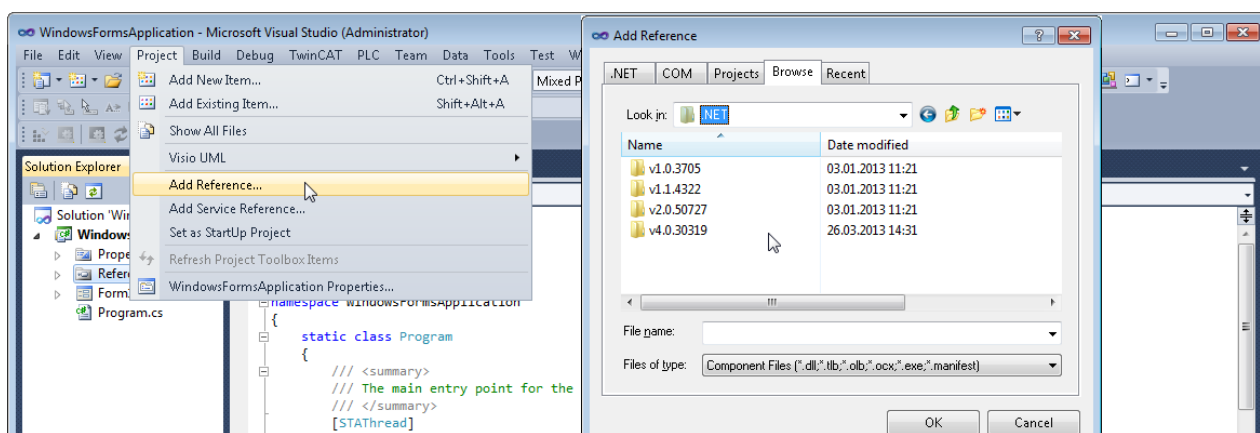 WindowsFormsApplication - Microsoft Visual Studio (Administrator)
File Edit View Project Build Debug TwinCAT PLC Team Data Tools Test
Add New Item... Ctrl+Shift+A
Mixed P
Add Existing Item... Shift+Alt+A
Show All Files
Visio UML
Add Reference...
Add Service Reference...
Set as StartUp Project
Refresh Project Toolbox Items
WindowsFormsApplication Properties...
Solution Explorer
Solution 'Wi
Windows
Prope
Refer
Form
Program.cs
namespace WindowsFormsApplication
{
static class Program
{
/// <summary>
/// The main entry point for the
/// </summary>
[STAThread]
Add Reference
.NET COM Projects Browse Recent
Look in: .NET
Name Date modified
v1.0.3705 03.01.2013 11:21
v1.1.4322 03.01.2013 11:21
v2.0.50727 03.01.2013 11:21
v4.0.30319 26.03.2013 14:31
File name:
Files of type: Component Files (*.dll;*.tlb;*.olb;*.ocx;*.exe;*.manifest)
OK Cancel